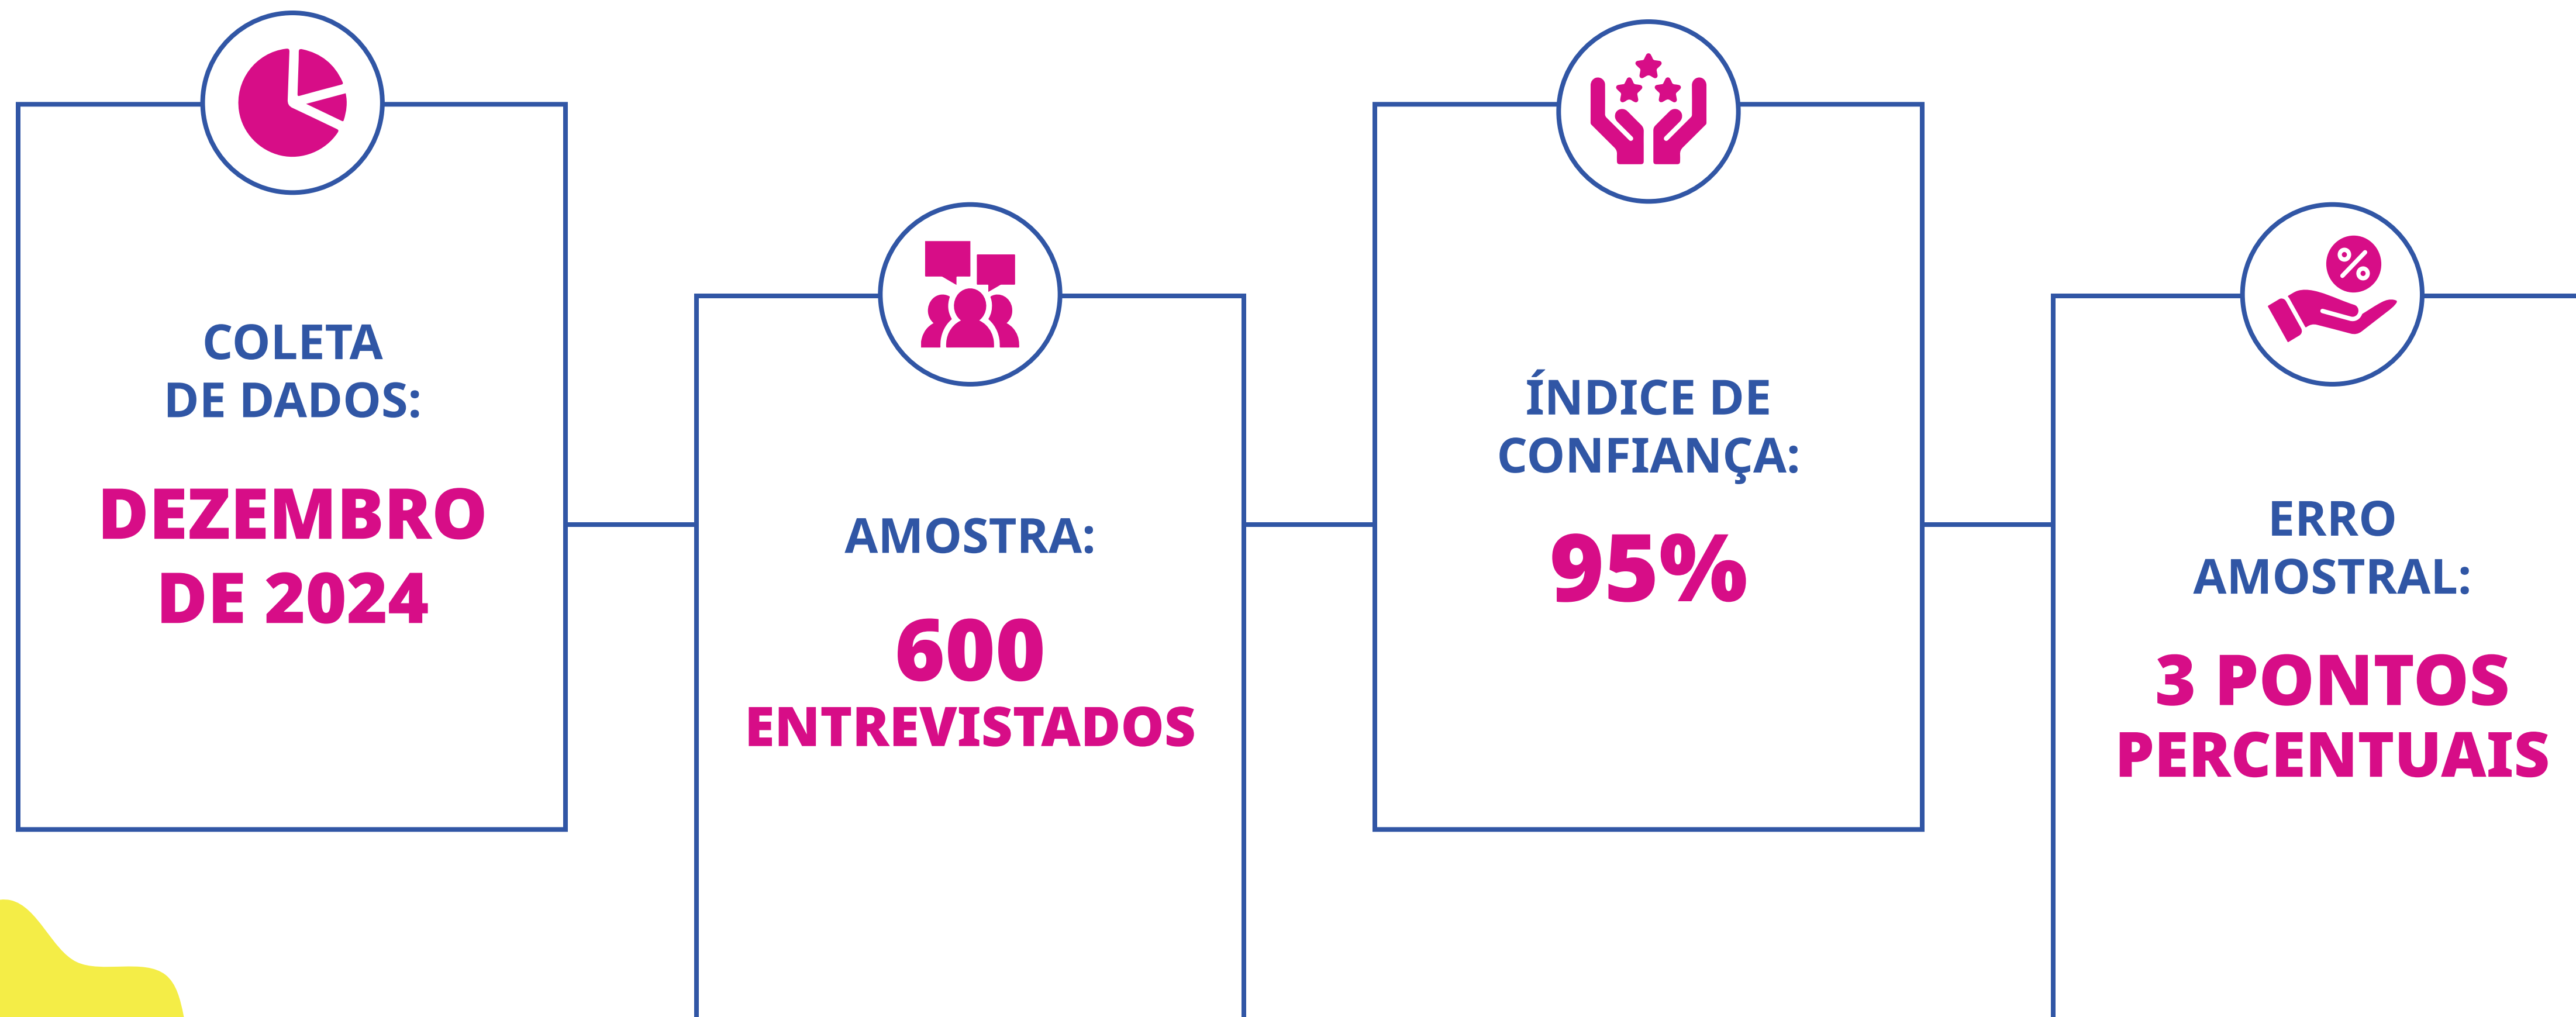 COLETA
DE DADOS:
DEZEMBRO
DE 2024
AMOSTRA:
600
ENTREVISTADOS
ÍNDICE DE
CONFIANÇA:
95%
%
ERRO
AMOSTRAL:
3 PONTOS
PERCENTUAIS